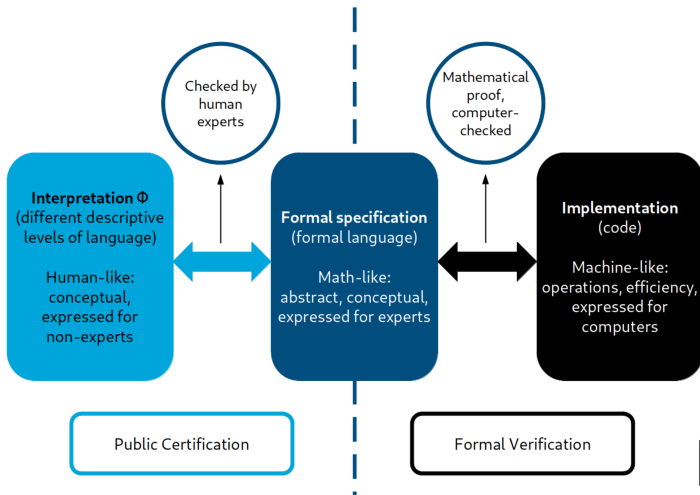 Checked by
human
experts
Mathematical
proof,
computer-
checked
Interpretation Φ
(different descriptive
levels of language)
Human-like:
conceptual,
expressed for
non-experts
Formal specification
(formal language)
Math-like:
abstract, conceptual,
expressed for experts
Implementation
(code)
Machine-like:
operations, efficiency,
expressed for
computers
Public Certification
Formal Verification